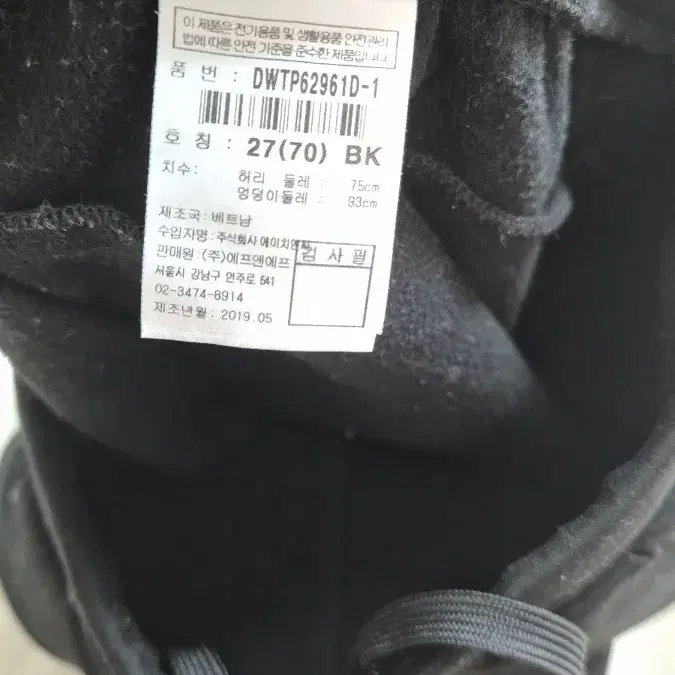 이 제품은 전기용품 및 생활용품 안전관리
법에 따른 안전 기준을 준수한 제품입니다
품 번 : DWTP62961D-1
호 칭 : 27(70) BK
치수: 허리 둘레 : 75cm
엉덩이둘레 : 93cm
제조국: 베트남
수입자명: 주식회사 에이치앤
판매원 : (주)에프앤에프
검 사 필
서울시 강남구 언주로 541
02-3474-8914
제조년월 : 2019.05